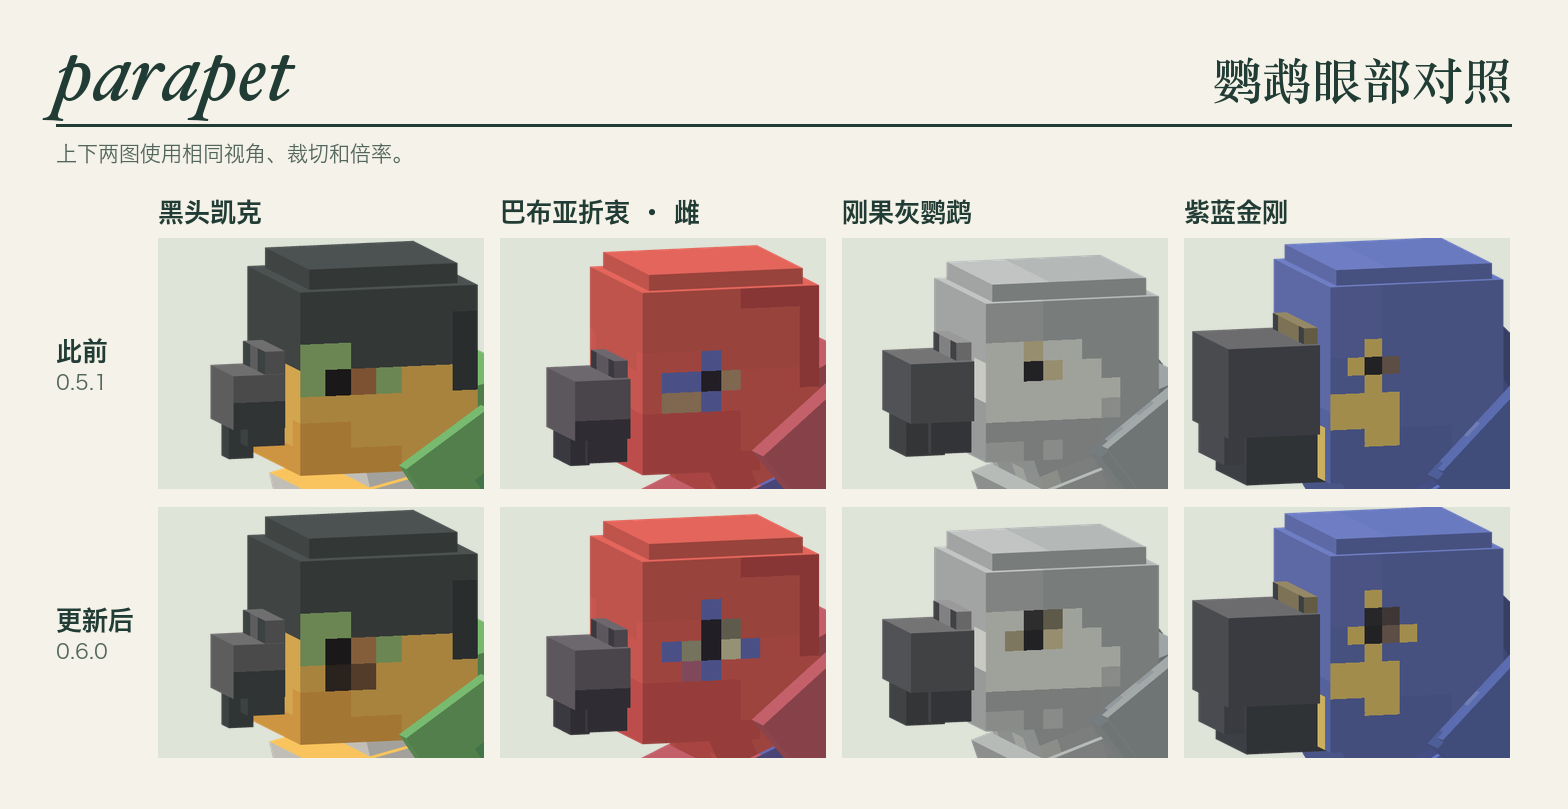 parapet
鹦鹉眼部对照
上下两图使用相同视角、裁切和倍率。
黑头凯克
巴布亚折衷 · 雌
刚果灰鹦鹉
紫蓝金刚
此前
0.5.1
更新后
0.6.0